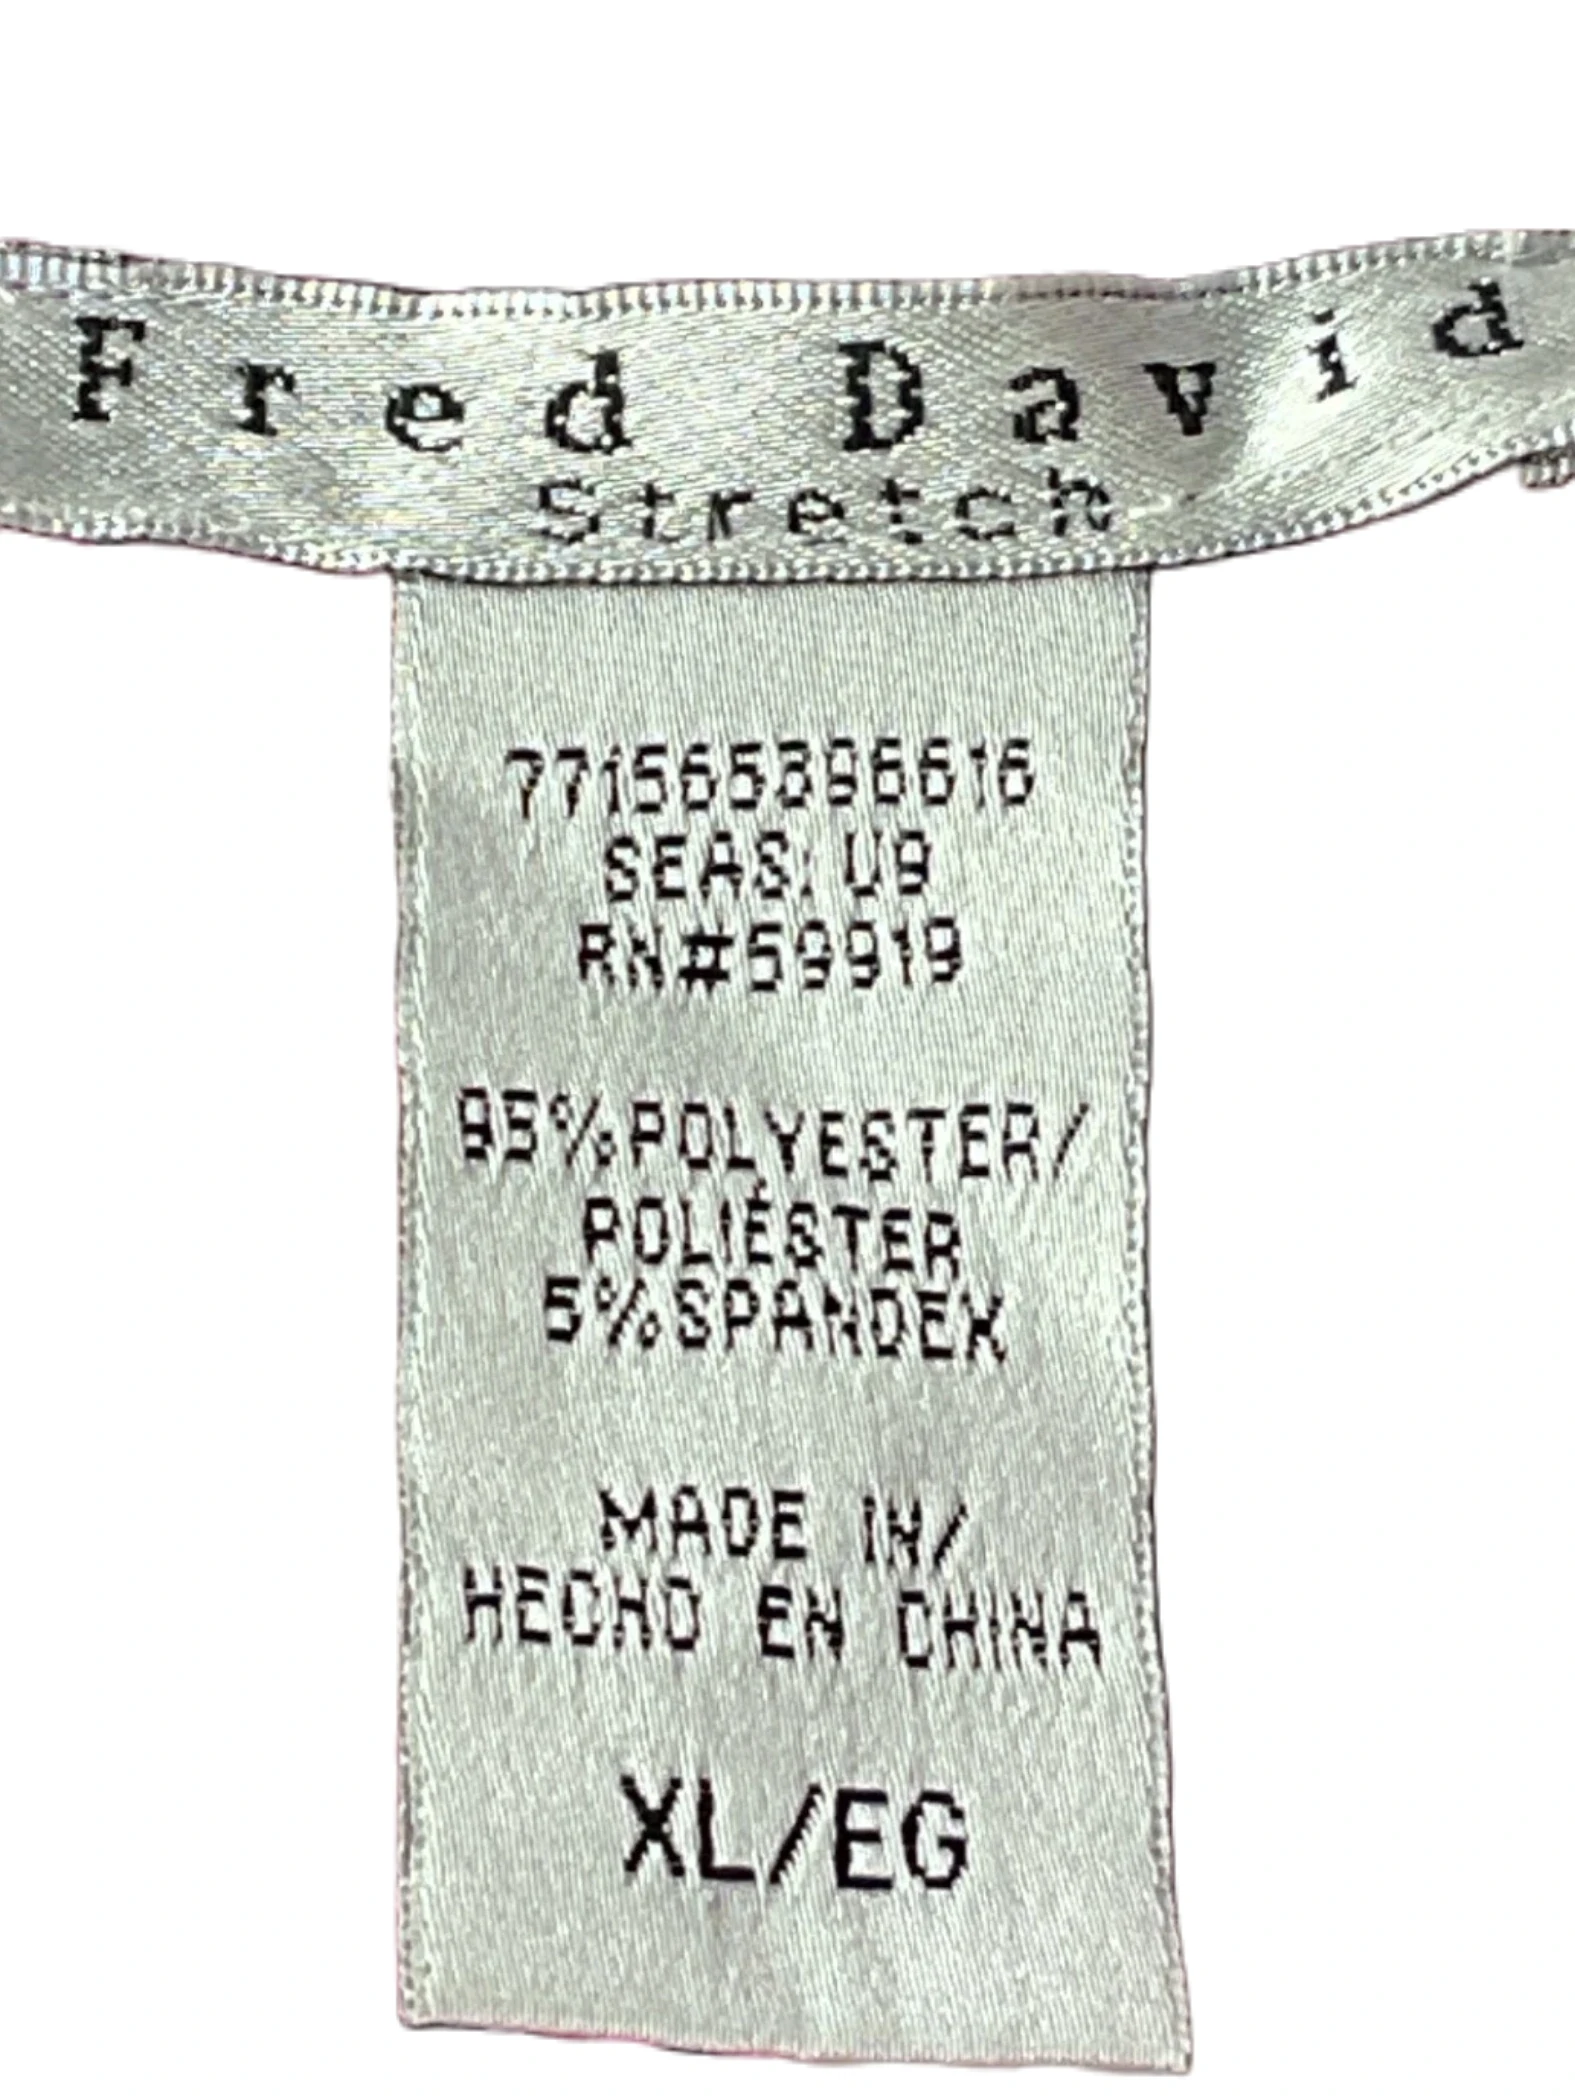 Fred David
Stretch
771565396616
SEAS: U9
RN#59919
95%POLYESTER/
POLIÉSTER
5%SPANDEX
MADE IN/
HECHO EN CHINA
XL/EG